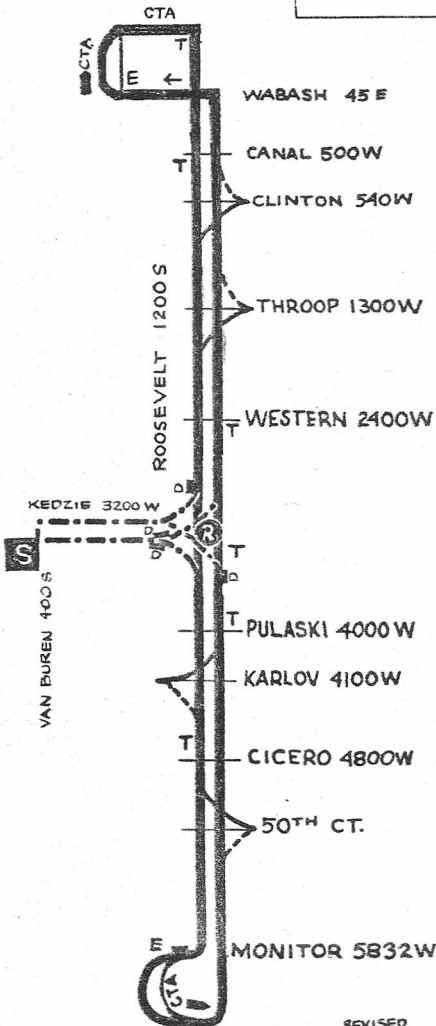 CTA
T
CTA
E
WABASH 45 E
CANAL 500W
T
CLINTON 540W
ROOSEVELT 1200 S
THROOP 1300W
WESTERN 2400W
T
D
KEDZIE 3200 W
D
R
S
D
T
D
VAN BUREN 400 S
T
PULASKI 4000 W
KARLOV 4100W
T
CICERO 4800W
50TH CT.
E
MONITOR 5832W
CTA
REVISED